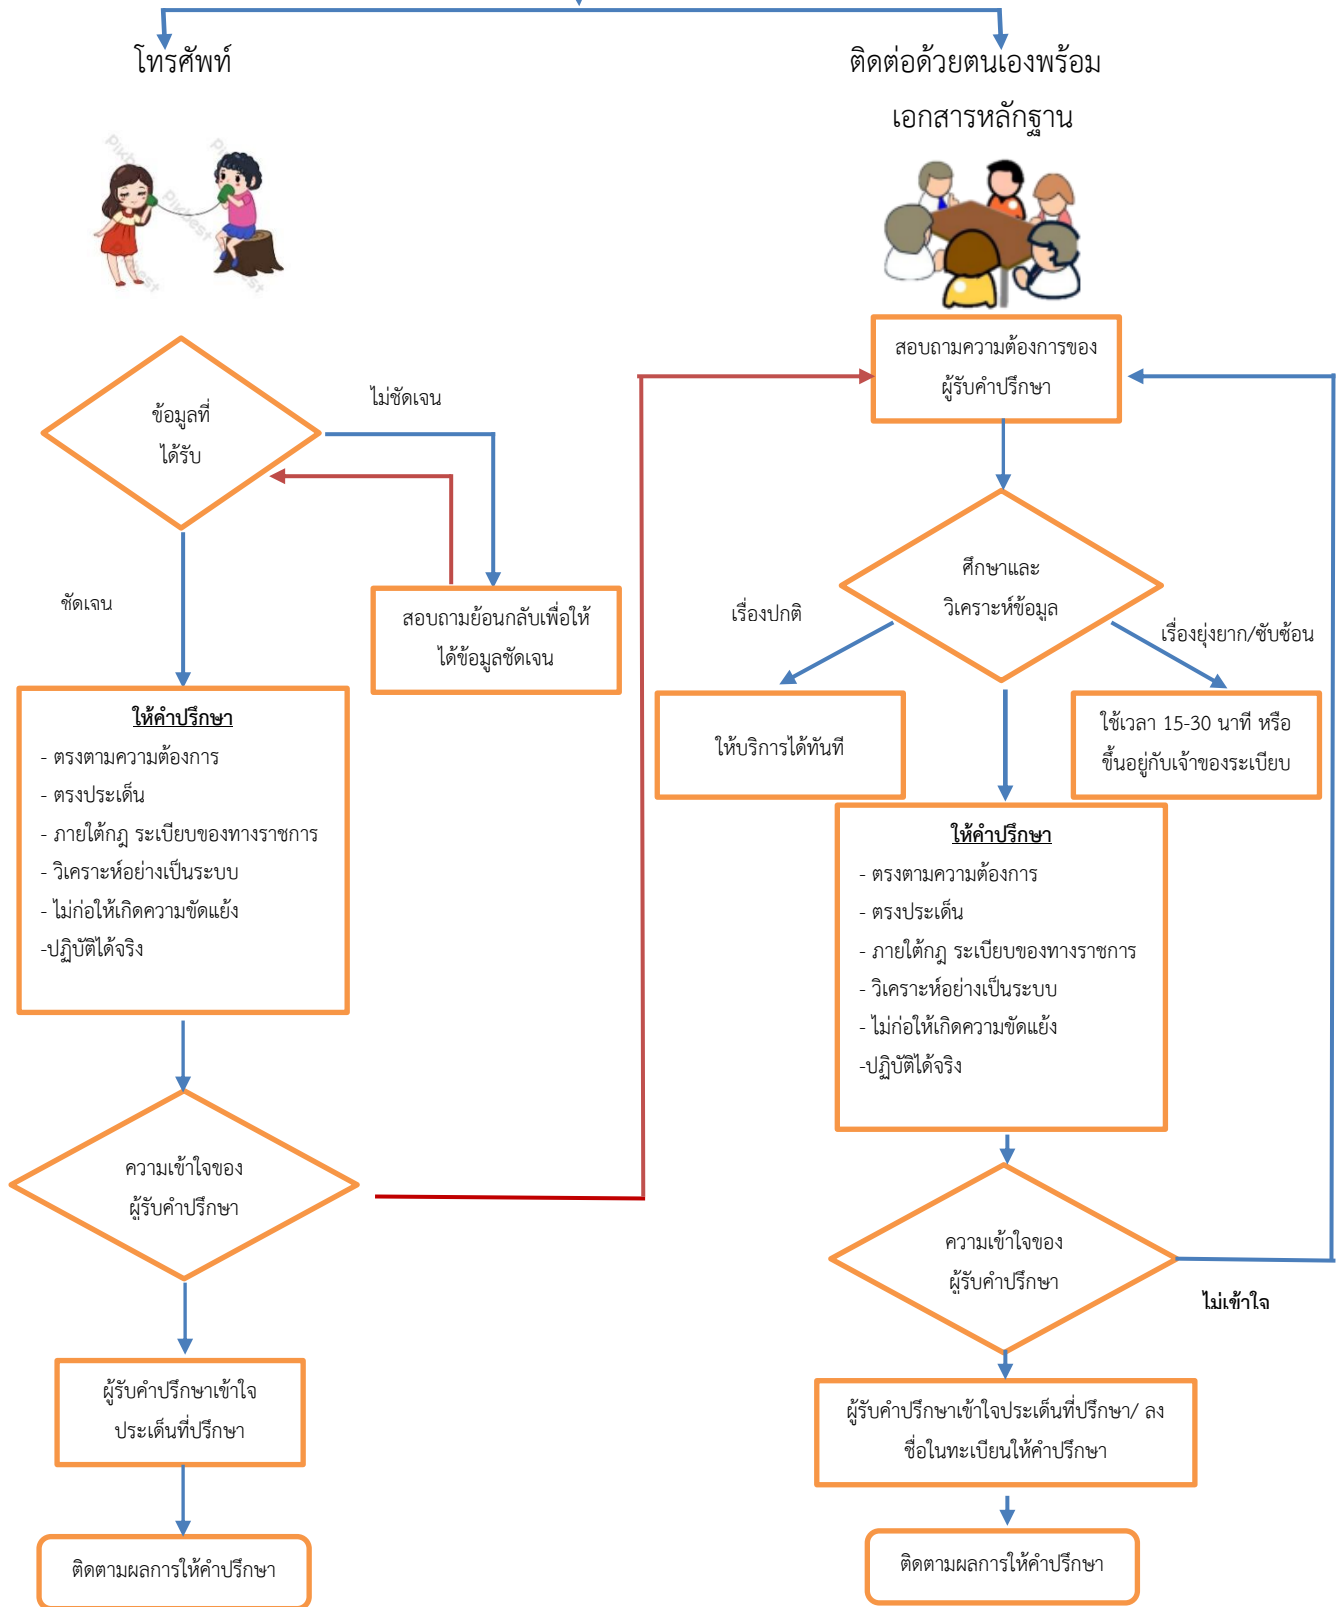 โทรศัพท์
ติดต่อด้วยตนเองพร้อม
เอกสารหลักฐาน
Pikbest
ข้อมูลที่
ได้รับ
ไม่ชัดเจน
ชัดเจน
สอบถามย้อนกลับเพื่อให้
ได้ข้อมูลชัดเจน
ให้คำปรึกษา
- ตรงตามความต้องการ
- ตรงประเด็น
- ภายใต้กฎ ระเบียบของทางราชการ
- วิเคราะห์อย่างเป็นระบบ
- ไม่ก่อให้เกิดความขัดแย้ง
-ปฏิบัติได้จริง
ความเข้าใจของ
ผู้รับคำปรึกษา
ผู้รับคำปรึกษาเข้าใจ
ประเด็นที่ปรึกษา
ติดตามผลการให้คำปรึกษา
สอบถามความต้องการของ
ผู้รับคำปรึกษา
ศึกษาและ
วิเคราะห์ข้อมูล
เรื่องปกติ
เรื่องยุ่งยาก/ซับซ้อน
ให้บริการได้ทันที
ใช้เวลา 15-30 นาที หรือ
ขึ้นอยู่กับเจ้าของระเบียบ
ให้คำปรึกษา
- ตรงตามความต้องการ
- ตรงประเด็น
- ภายใต้กฎ ระเบียบของทางราชการ
- วิเคราะห์อย่างเป็นระบบ
- ไม่ก่อให้เกิดความขัดแย้ง
-ปฏิบัติได้จริง
ความเข้าใจของ
ผู้รับคำปรึกษา
ไม่เข้าใจ
ผู้รับคำปรึกษาเข้าใจประเด็นที่ปรึกษา/ ลง
ชื่อในทะเบียนให้คำปรึกษา
ติดตามผลการให้คำปรึกษา